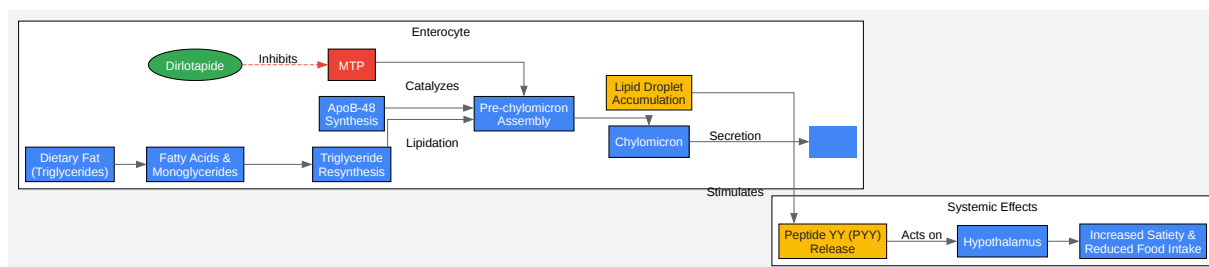 Enterocyte
Dirlotapide
Inhibits
MTP
Catalyzes
ApoB-48
Synthesis
Pre-chylomicron
Assembly
Lipid Droplet
Accumulation
Lipidation
Chylomicron
Secretion
Dietary Fat
(Triglycerides)
Fatty Acids &
Monoglycerides
Triglyceride
Resynthesis
Stimulates
Systemic Effects
Peptide YY (PYY)
Release
Acts on
Hypothalamus
Increased Satiety &
Reduced Food Intake